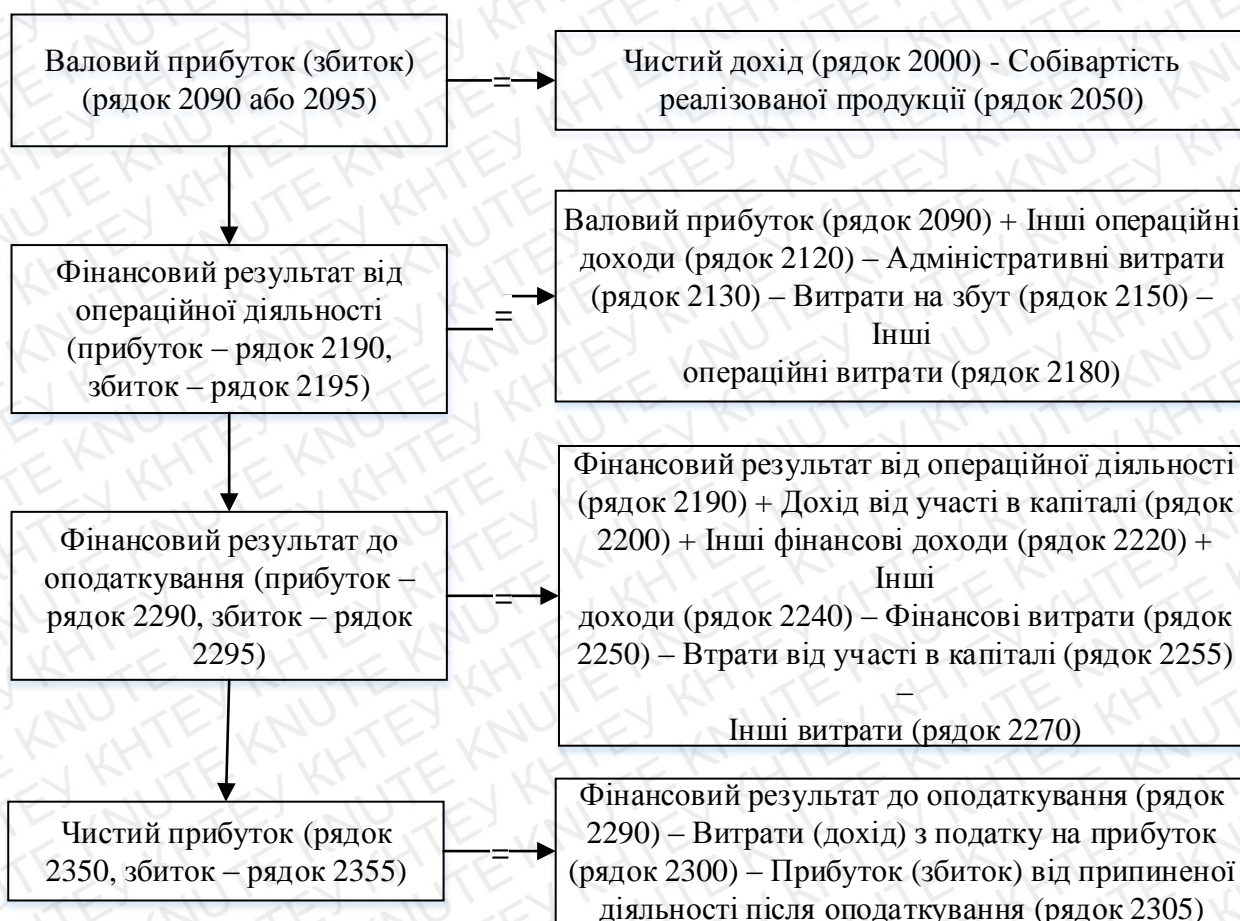 Валовий прибуток (збиток)
(рядок 2090 або 2095)
=
Чистий дохід (рядок 2000) - Собівартість
реалізованої продукції (рядок 2050)
Фінансовий результат від
операційної діяльності
(прибуток – рядок 2190,
збиток – рядок 2195)
=
Валовий прибуток (рядок 2090) + Інші операційні
доходи (рядок 2120) – Адміністративні витрати
(рядок 2130) – Витрати на збут (рядок 2150) –
Інші
операційні витрати (рядок 2180)
Фінансовий результат до
оподаткування (прибуток –
рядок 2290, збиток – рядок
2295)
=
Фінансовий результат від операційної діяльності
(рядок 2190) + Дохід від участі в капіталі (рядок
2200) + Інші фінансові доходи (рядок 2220) +
Інші
доходи (рядок 2240) – Фінансові витрати (рядок
2250) – Втрати від участі в капіталі (рядок 2255)
–
Інші витрати (рядок 2270)
Чистий прибуток (рядок
2350, збиток – рядок 2355)
=
Фінансовий результат до оподаткування (рядок
2290) – Витрати (дохід) з податку на прибуток
(рядок 2300) – Прибуток (збиток) від припиненої
діяльності після оподаткування (рядок 2305)